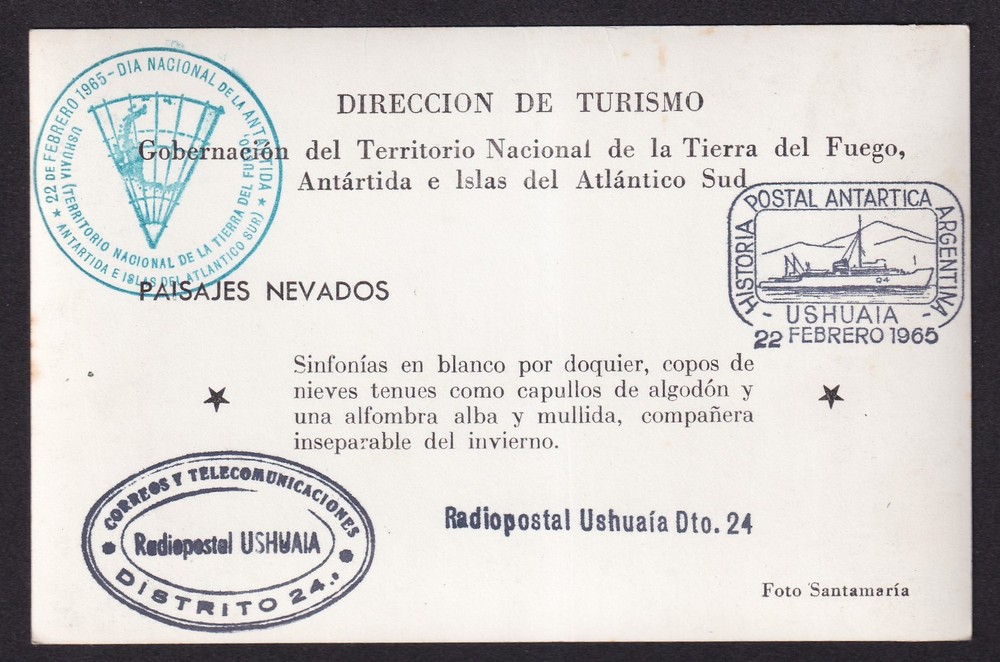 22 DE FEBRERO 1965 - DIA NACIONAL DE LA ANTARTIDA
USHUAIA (TERRITORIO NACIONAL DE LA TIERRA DEL FUEGO,
★ ANTARTIDA E ISLAS DEL ATLANTICO SUR) ★
DIRECCION DE TURISMO
Gobernación del Territorio Nacional de la Tierra del Fuego,
Antártida e Islas del Atlántico Sud
HISTORIA POSTAL ANTARTICA ARGENTINA
Q4
- USHUAIA -
22 FEBRERO 1965
PAISAJES NEVADOS
Sinfonías en blanco por doquier, copos de
nieves tenues como capullos de algodón y
una alfombra alba y mullida, compañera
inseparable del invierno.
CORREOS Y TELECOMUNICACIONES
Radiopostal USHUAIA
DISTRITO 24..
Radiopostal Ushuaía Dto. 24
Foto Santamaría